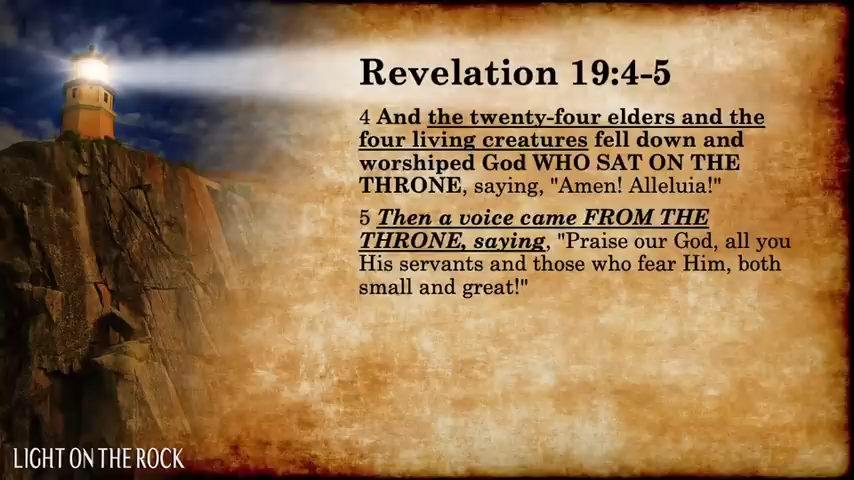 Revelation 19:4-5
4 And the twenty-four elders and the
four living creatures fell down and
worshiped God WHO SAT ON THE
THRONE, saying, "Amen! Alleluia!"
5 Then a voice came FROM THE
THRONE, saying, "Praise our God, all you
His servants and those who fear Him, both
small and great!"
LIGHT ON THE ROCK